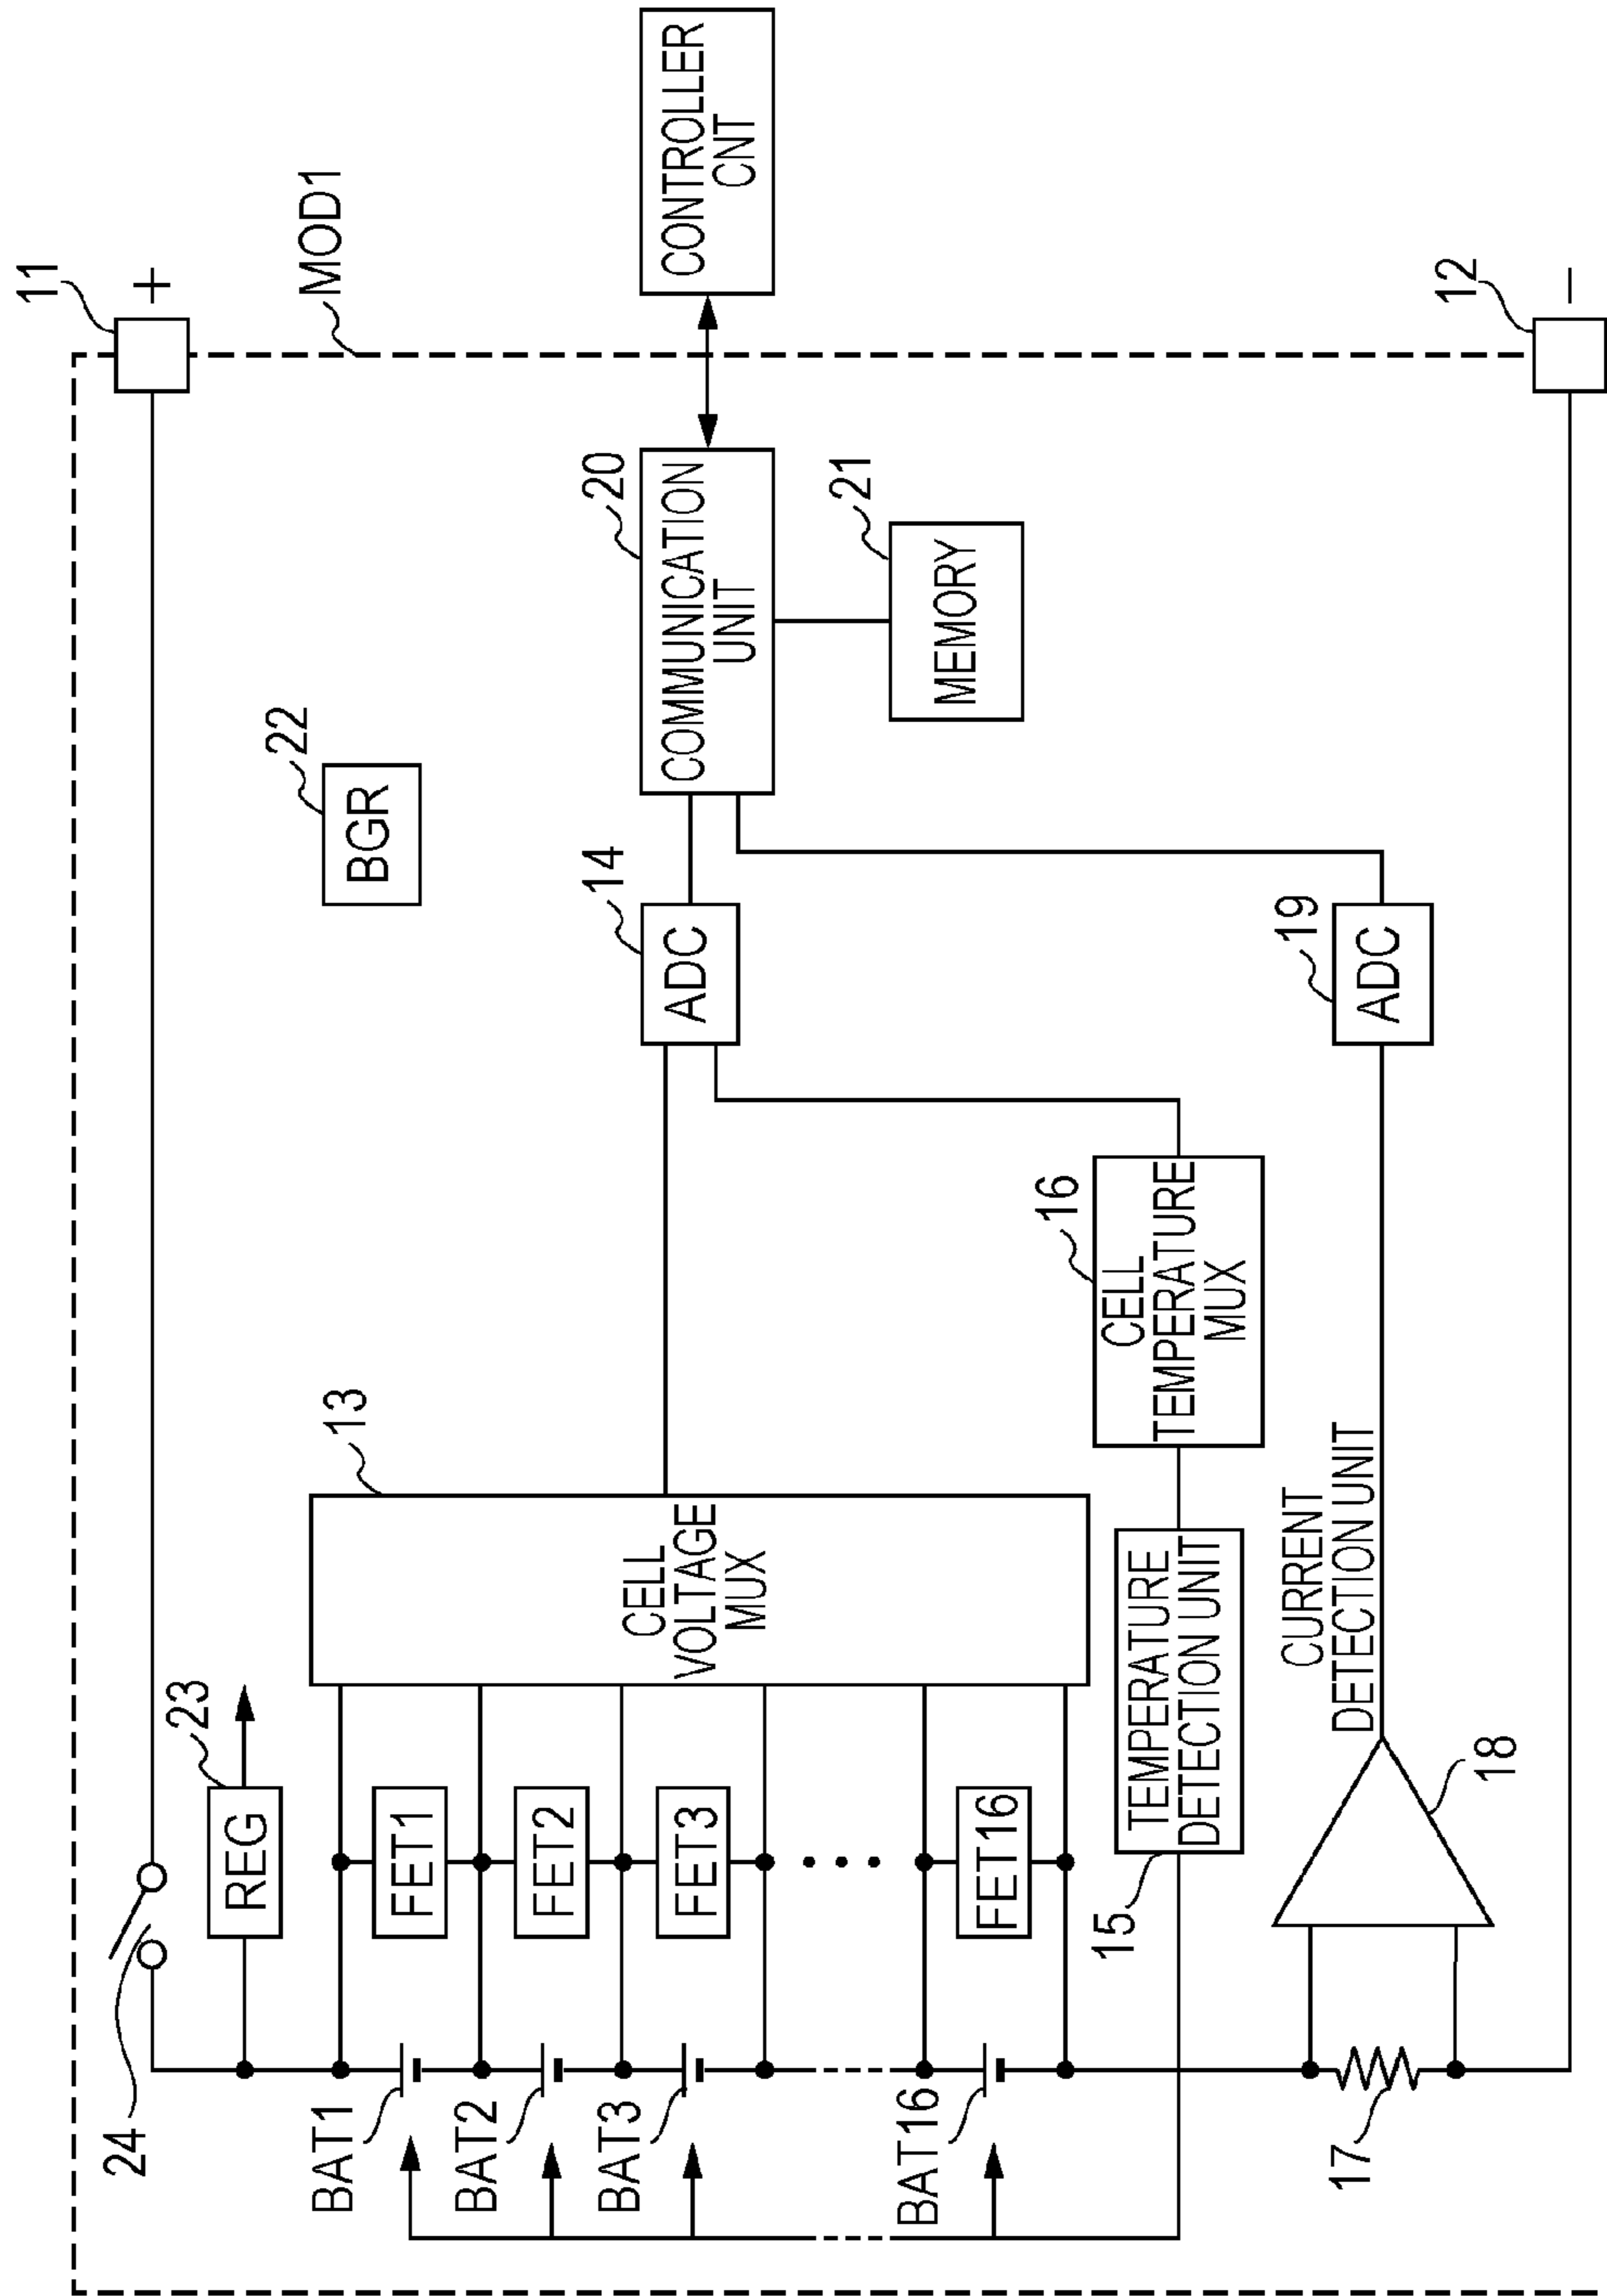 11
+
MOD1
CONTROLLER
CNT
24
23
REG
22
BGR
13
BAT1
FET1
BAT2
FET2
BAT3
FET3
BAT16
FET16
CELL
VOLTAGE
MUX
14
ADC
20
COMMUNICATION
UNIT
21
MEMORY
15
TEMPERATURE
DETECTION UNIT
16
CELL
TEMPERATURE
MUX
17
18
CURRENT
DETECTION UNIT
19
ADC
12
−